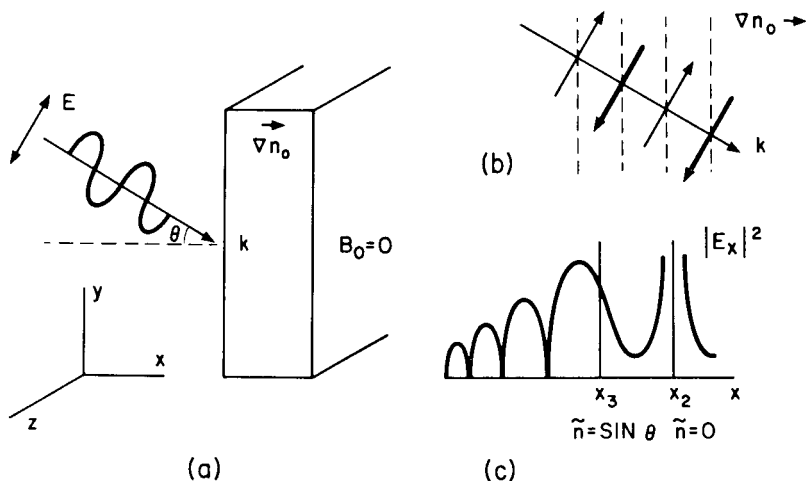 E
θ
k
∇n₀
B₀=0
y
x
z
(a)
∇n₀
k
(b)
|Eₓ|²
x₃ x₂ x
ñ=SIN θ ñ=0
(c)